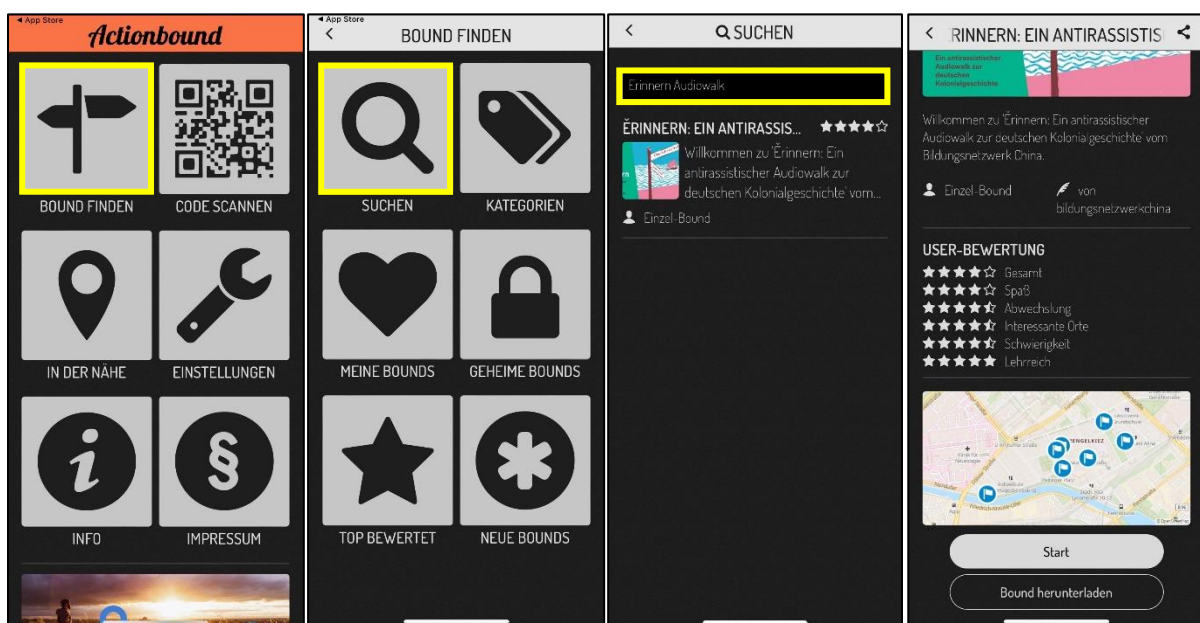 ◄ App Store
Actionbound
BOUND FINDEN
CODE SCANNEN
IN DER NÄHE
EINSTELLUNGEN
INFO
IMPRESSUM
◄ App Store
BOUND FINDEN
SUCHEN
KATEGORIEN
MEINE BOUNDS
GEHEIME BOUNDS
TOP BEWERTET
NEUE BOUNDS
SUCHEN
Erinnern Audiowalk
ĔRINNERN: EIN ANTIRASSIS...
Willkommen zu 'Ĕrinnern: Ein
antirassistischer Audiowalk zur
deutschen Kolonialgeschichte' vom...
Einzel-Bound
RINNERN: EIN ANTIRASSISTIS
Ein antirassistischer
Audiowalk zur
deutschen
Kolonialgeschichte
Willkommen zu 'Ĕrinnern: Ein antirassistischer
Audiowalk zur deutschen Kolonialgeschichte' vom
Bildungsnetzwerk China.
Einzel-Bound
von
bildungsnetzwerkchina
USER-BEWERTUNG
Gesamt
Spaß
Abwechslung
Interessante Orte
Schwierigkeit
Lehrreich
Start
Bound herunterladen